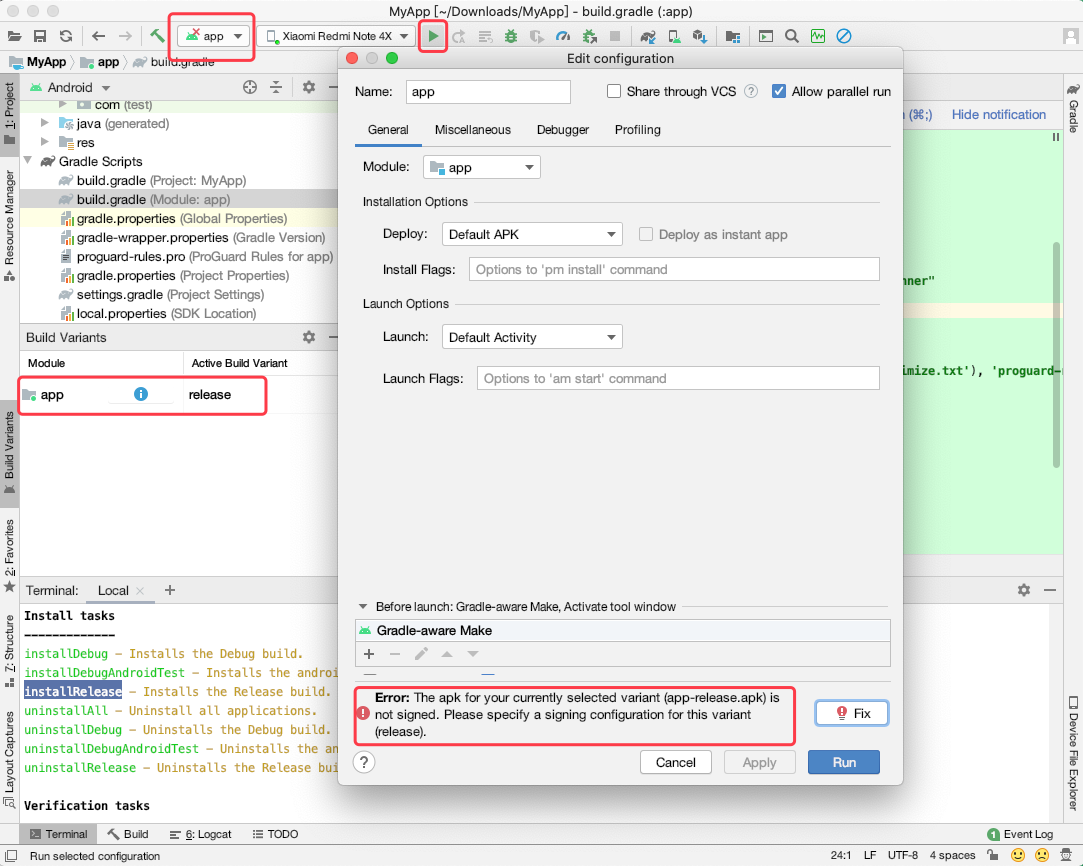 MyApp [~/Downloads/MyApp] - build.gradle (:app)
app
Xiaomi Redmi Note 4X
MyApp
app
build.gradle
1: Project
Resource Manager
Build Variants
2: Favorites
7: Structure
Layout Captures
Android
com (test)
java (generated)
res
Gradle Scripts
build.gradle (Project: MyApp)
build.gradle (Module: app)
gradle.properties (Global Properties)
gradle-wrapper.properties (Gradle Version)
proguard-rules.pro (ProGuard Rules for app)
gradle.properties (Project Properties)
settings.gradle (Project Settings)
local.properties (SDK Location)
Build Variants
Module
Active Build Variant
app
release
Edit configuration
Name:
app
Share through VCS
?
Allow parallel run
General
Miscellaneous
Debugger
Profiling
Module:
app
Installation Options
Deploy:
Default APK
Deploy as instant app
Install Flags:
Options to 'pm install' command
Launch Options
Launch:
Default Activity
Launch Flags:
Options to 'am start' command
Before launch: Gradle-aware Make, Activate tool window
Gradle-aware Make
Error: The apk for your currently selected variant (app-release.apk) is
not signed. Please specify a signing configuration for this variant
(release).
Fix
?
Cancel
Apply
Run
(⌘;)
Hide notification
nner"
imize.txt'), 'proguard-
Gradle
Device File Explorer
Terminal:
Local
Install tasks
-------------
installDebug - Installs the Debug build.
installDebugAndroidTest - Installs the androi
installRelease - Installs the Release build.
uninstallAll - Uninstall all applications.
uninstallDebug - Uninstalls the Debug build.
uninstallDebugAndroidTest - Uninstalls the an
uninstallRelease - Uninstalls the Release bui
Verification tasks
Terminal
Build
6: Logcat
TODO
1
Event Log
Run selected configuration
24:1
LF
UTF-8
4 spaces